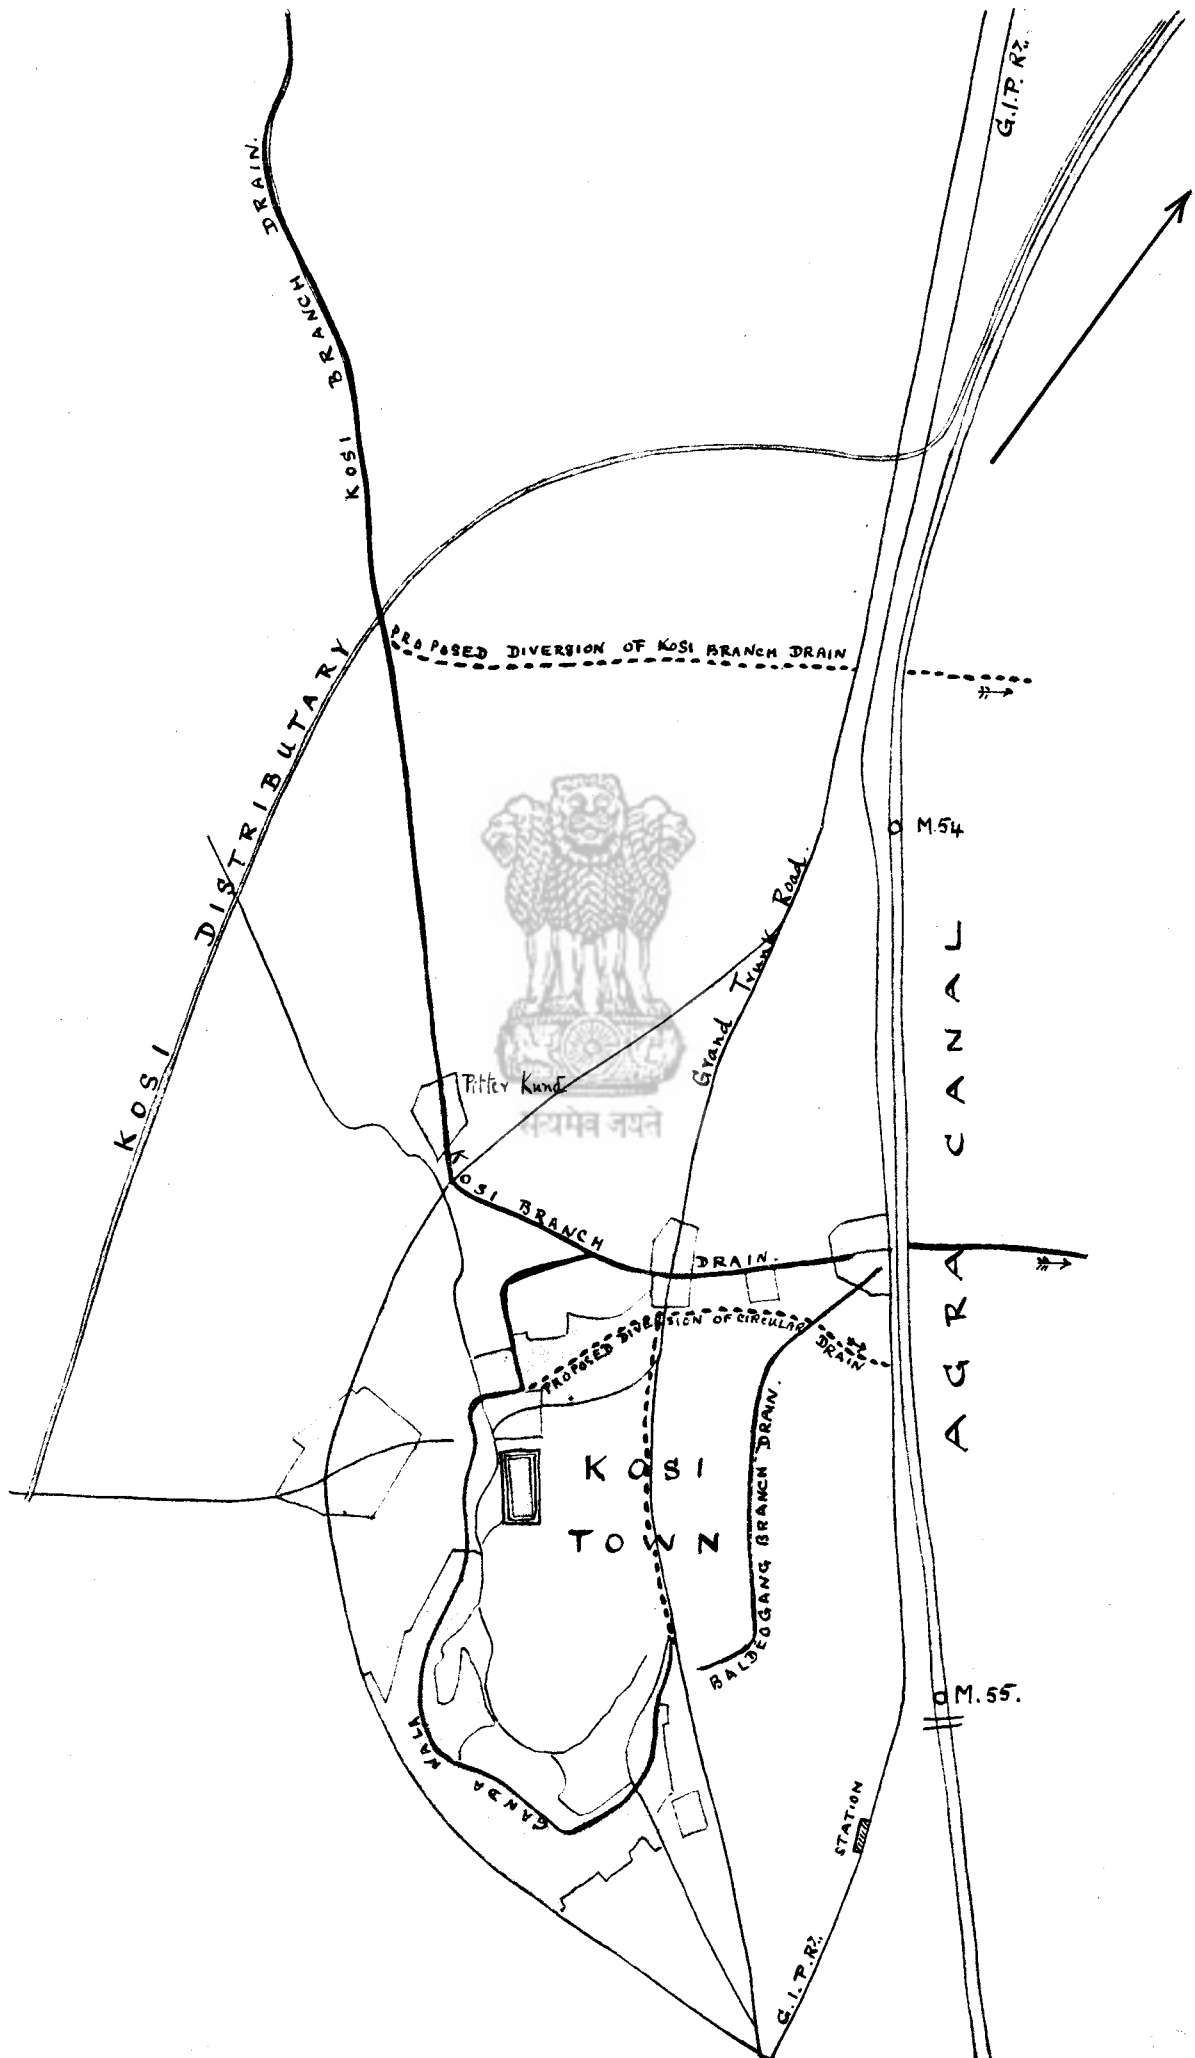 G.I.P.RY.
KOSI BRANCH DRAIN.
PROPOSED DIVERSION OF KOSI BRANCH DRAIN
KOSI DISTRIBUTARY
M.54
Grand Trunk Road.
AGRA CANAL
Pitter Kund
सत्यमेव जयते
KOSI BRANCH DRAIN.
PROPOSED DIVERSION OF CIRCULAR DRAIN
KOSI
TOWN
BALDEOGANG BRANCH DRAIN.
M.55.
GANDA NALA
STATION
G.I.P.RY.